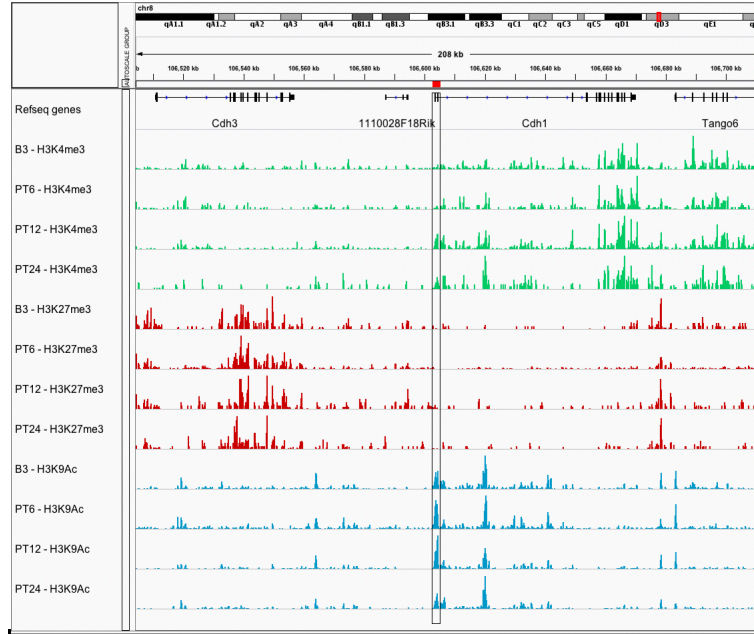 chr8
qA1.1 qA1.2 qA2 qA3 qA4 qB1.1 qB1.3 qB3.1 qB3.3 qC1 qC2 qC3 qC5 qD1 qD3 qE1
208 kb
b 106,520 kb 106,540 kb 106,560 kb 106,580 kb 106,600 kb 106,620 kb 106,640 kb 106,660 kb 106,680 kb 106,700 kb
AUTOSCALE GROUP
Refseq genes
Cdh3 1110028F18Rik Cdh1 Tango6
B3 - H3K4me3
PT6 - H3K4me3
PT12 - H3K4me3
PT24 - H3K4me3
B3 - H3K27me3
PT6 - H3K27me3
PT12 - H3K27me3
PT24 - H3K27me3
B3 - H3K9Ac
PT6 - H3K9Ac
PT12 - H3K9Ac
PT24 - H3K9Ac